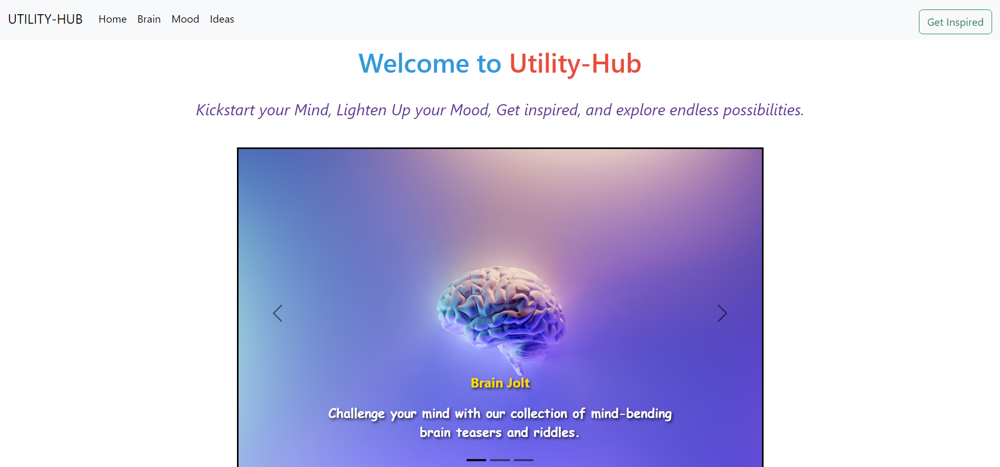 UTILITY-HUB Home Brain Mood Ideas Get Inspired
Welcome to Utility-Hub
Kickstart your Mind, Lighten Up your Mood, Get inspired, and explore endless possibilities.
Brain Jolt
Challenge your mind with our collection of mind-bending
brain teasers and riddles.